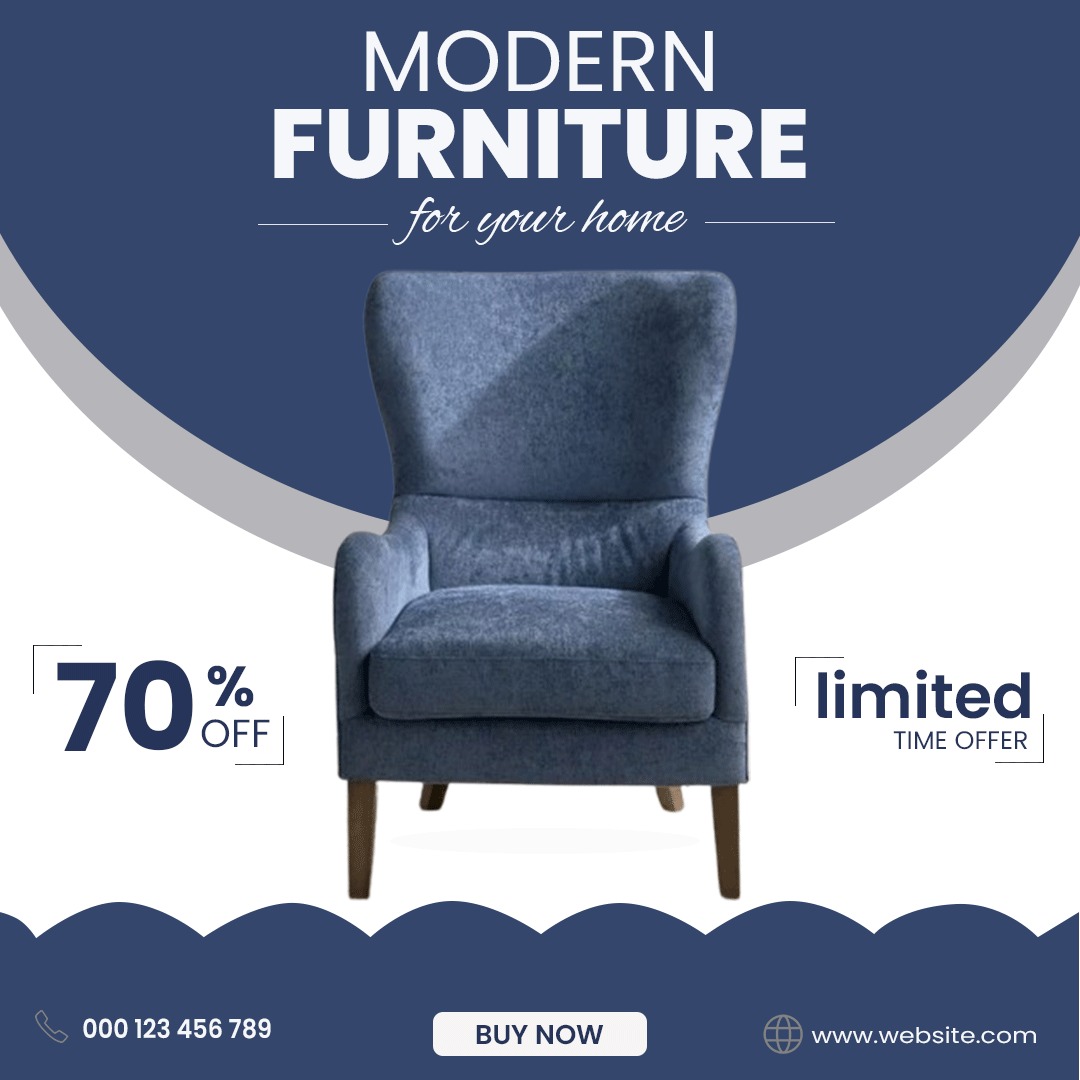 MODERN
FURNITURE
for your home
70% OFF
limited
TIME OFFER
000 123 456 789
BUY NOW
www.website.com